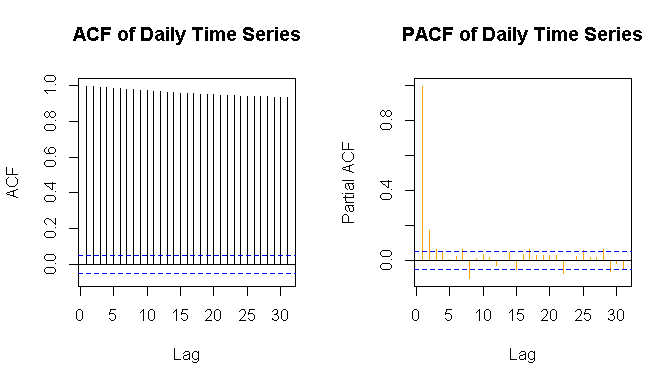 ACF of Daily Time Series
ACF
1.0
0.8
0.6
0.4
0.2
0.0
0 5 10 15 20 25 30
Lag
PACF of Daily Time Series
Partial ACF
0.8
0.4
0.0
0 5 10 15 20 25 30
Lag